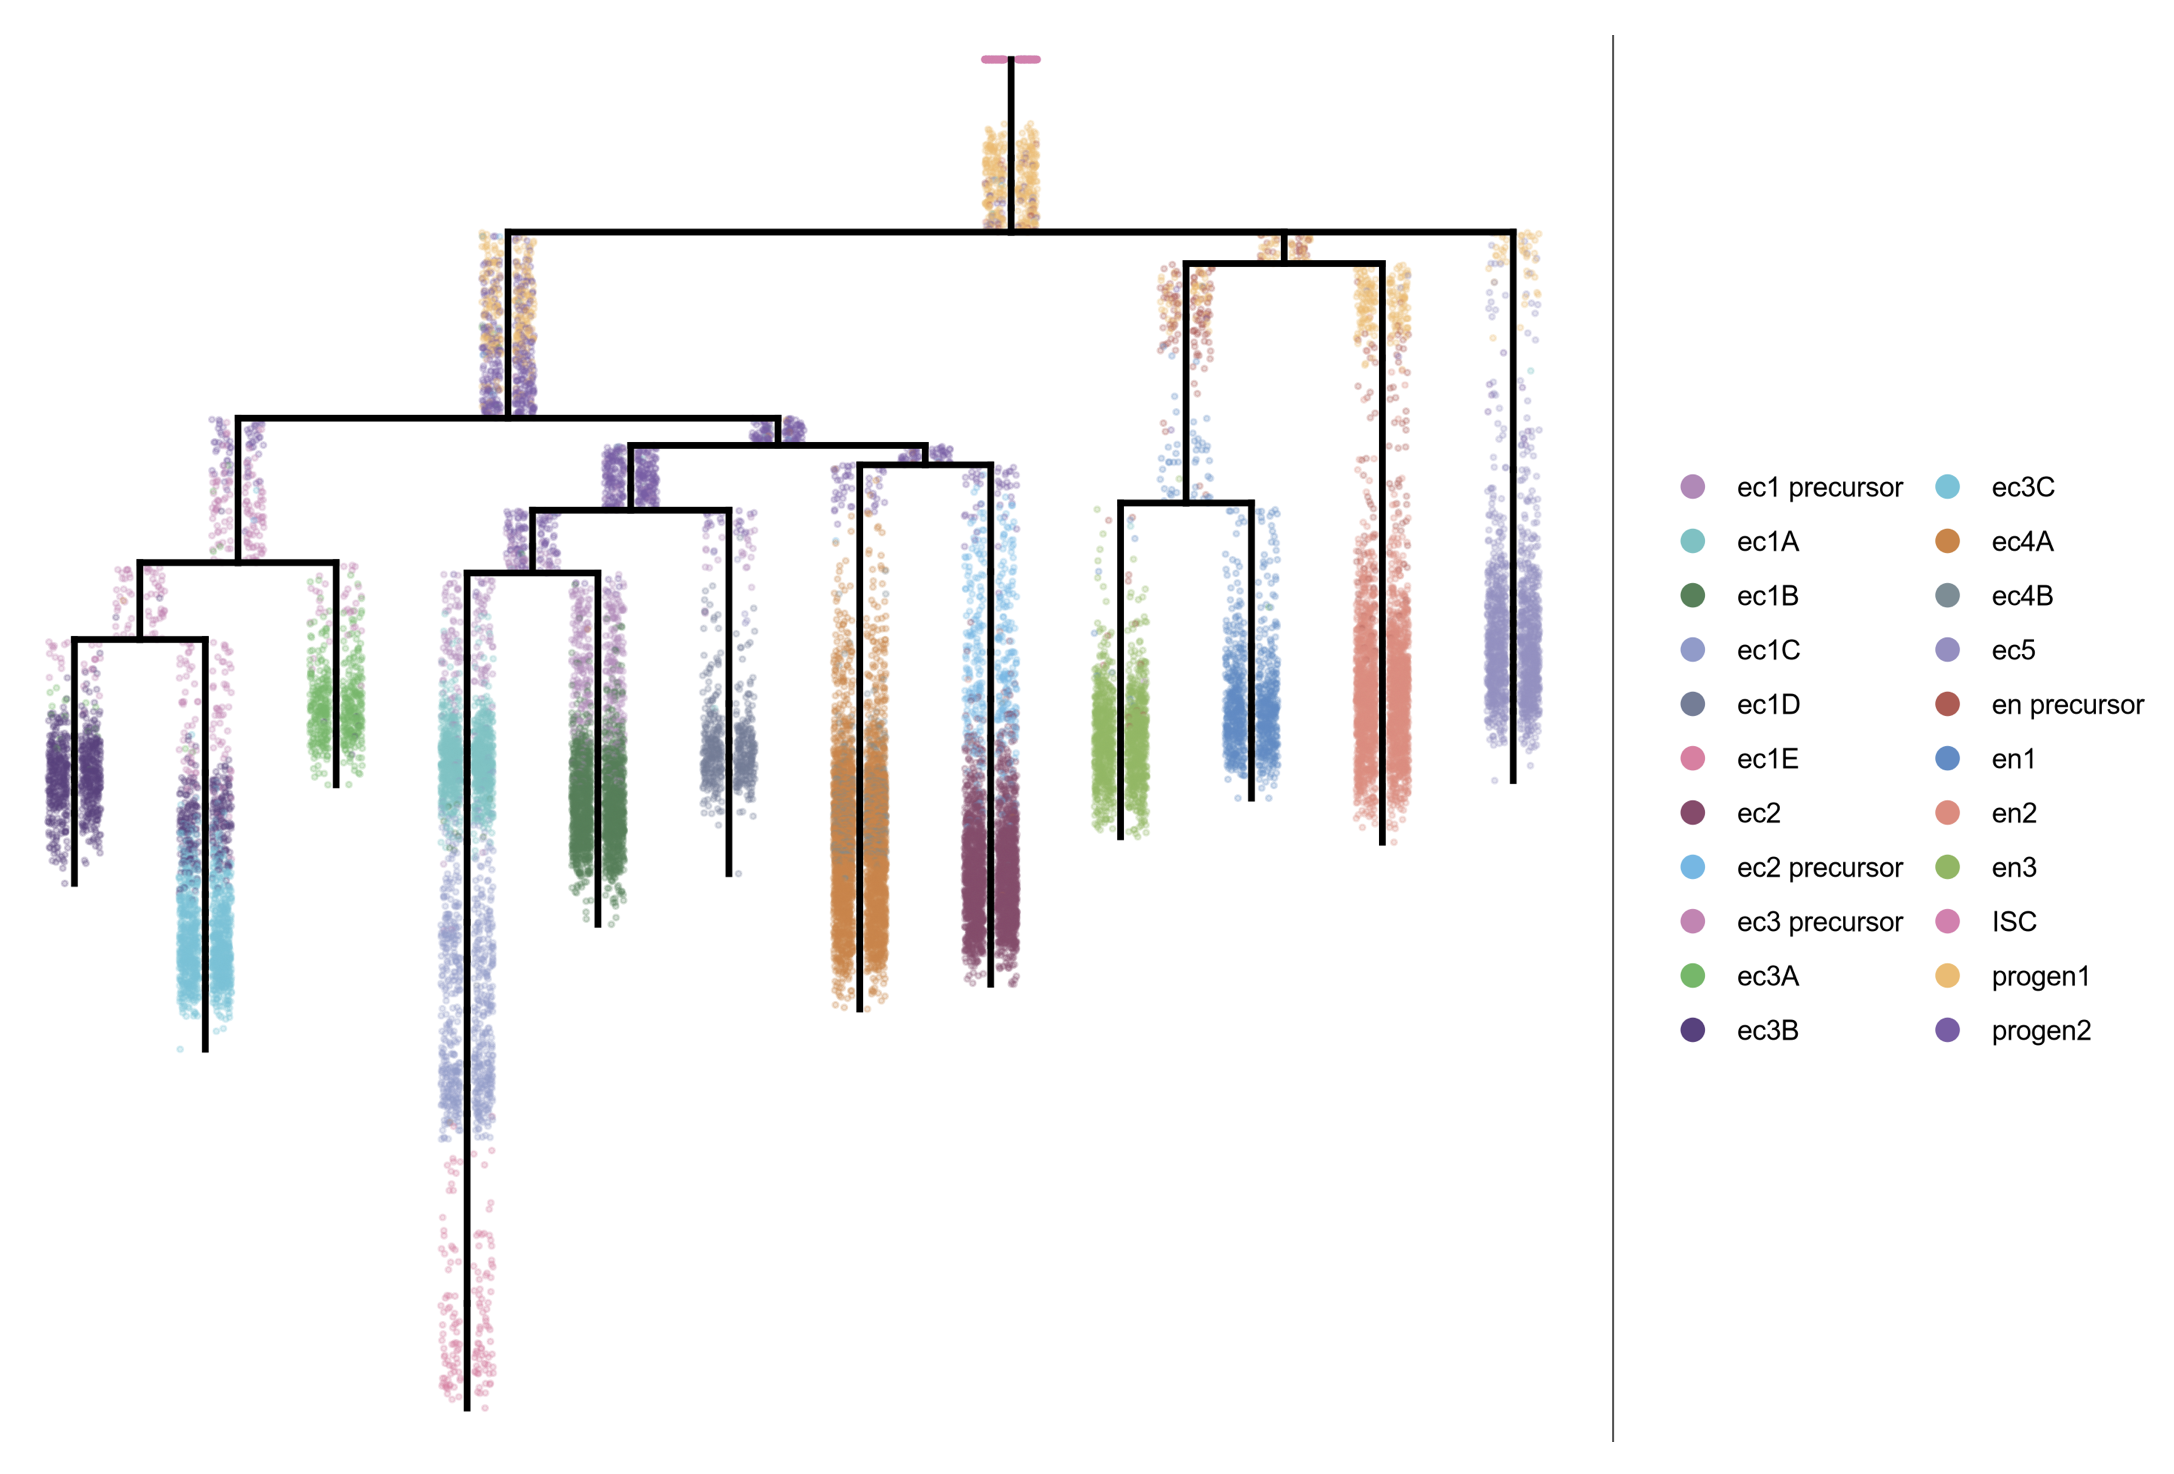 ec1 precursor
ec1A
ec1B
ec1C
ec1D
ec1E
ec2
ec2 precursor
ec3 precursor
ec3A
ec3B
ec3C
ec4A
ec4B
ec5
en precursor
en1
en2
en3
ISC
progen1
progen2